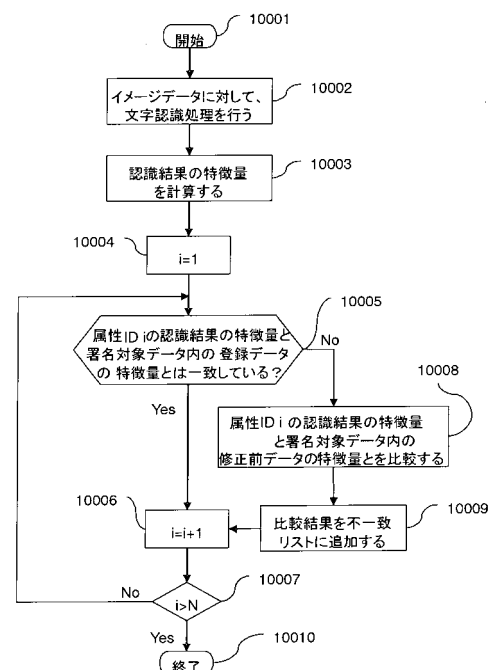 10001
開始
10002
イメージデータに対して、
文字認識処理を行う
10003
認識結果の特徴量
を計算する
10004
i=1
10005
属性ID iの認識結果の特徴量と
署名対象データ内の 登録データ
の 特徴量とは一致している？
No
Yes
10008
属性ID i の認識結果の特徴量
と署名対象データ内の
修正前データの特徴量とを比較する
10006
i=i+1
10009
比較結果を不一致
リストに追加する
10007
No
i>N
Yes
10010
終了